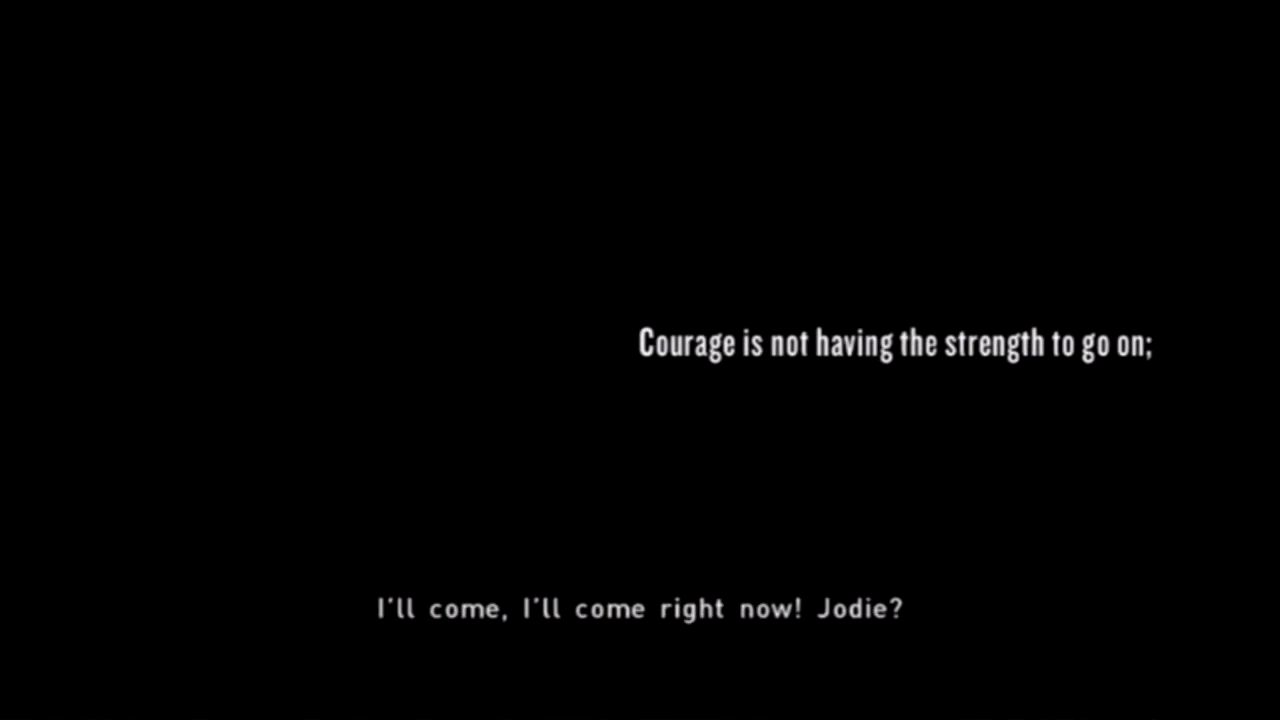 Courage is not having the strength to go on;
I'll come, I'll come right now! Jodie?